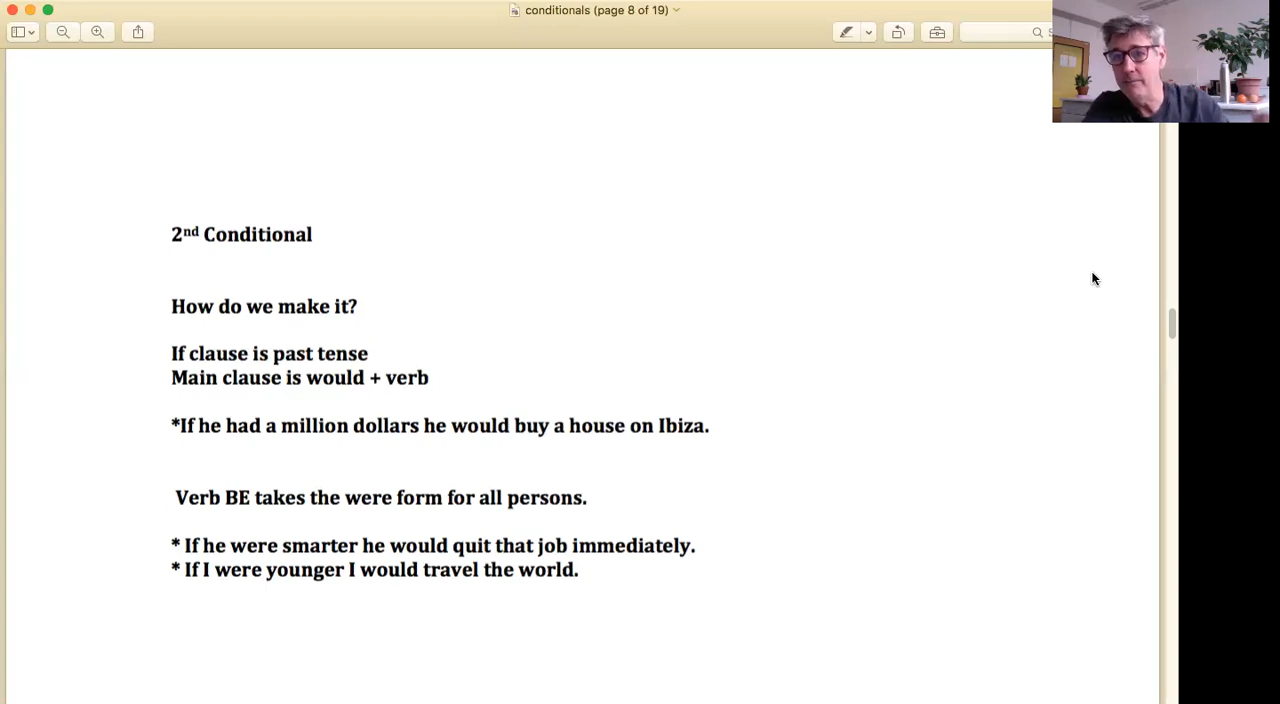 conditionals (page 8 of 19)
2nd Conditional
How do we make it?
If clause is past tense
Main clause is would + verb
*If he had a million dollars he would buy a house on Ibiza.
Verb BE takes the were form for all persons.
* If he were smarter he would quit that job immediately.
* If I were younger I would travel the world.